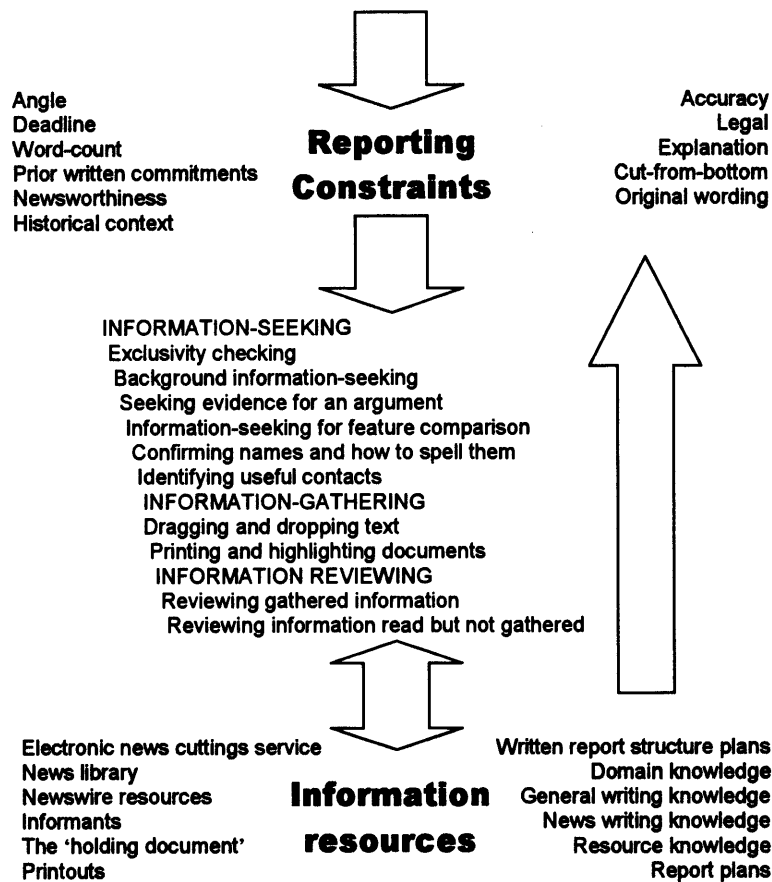 Angle
Deadline
Word-count
Prior written commitments
Newsworthiness
Historical context
Reporting
Constraints
Accuracy
Legal
Explanation
Cut-from-bottom
Original wording
INFORMATION-SEEKING
Exclusivity checking
Background information-seeking
Seeking evidence for an argument
Information-seeking for feature comparison
Confirming names and how to spell them
Identifying useful contacts
INFORMATION-GATHERING
Dragging and dropping text
Printing and highlighting documents
INFORMATION REVIEWING
Reviewing gathered information
Reviewing information read but not gathered
Electronic news cuttings service
News library
Newswire resources
Informants
The ‘holding document’
Printouts
Information
resources
Written report structure plans
Domain knowledge
General writing knowledge
News writing knowledge
Resource knowledge
Report plans